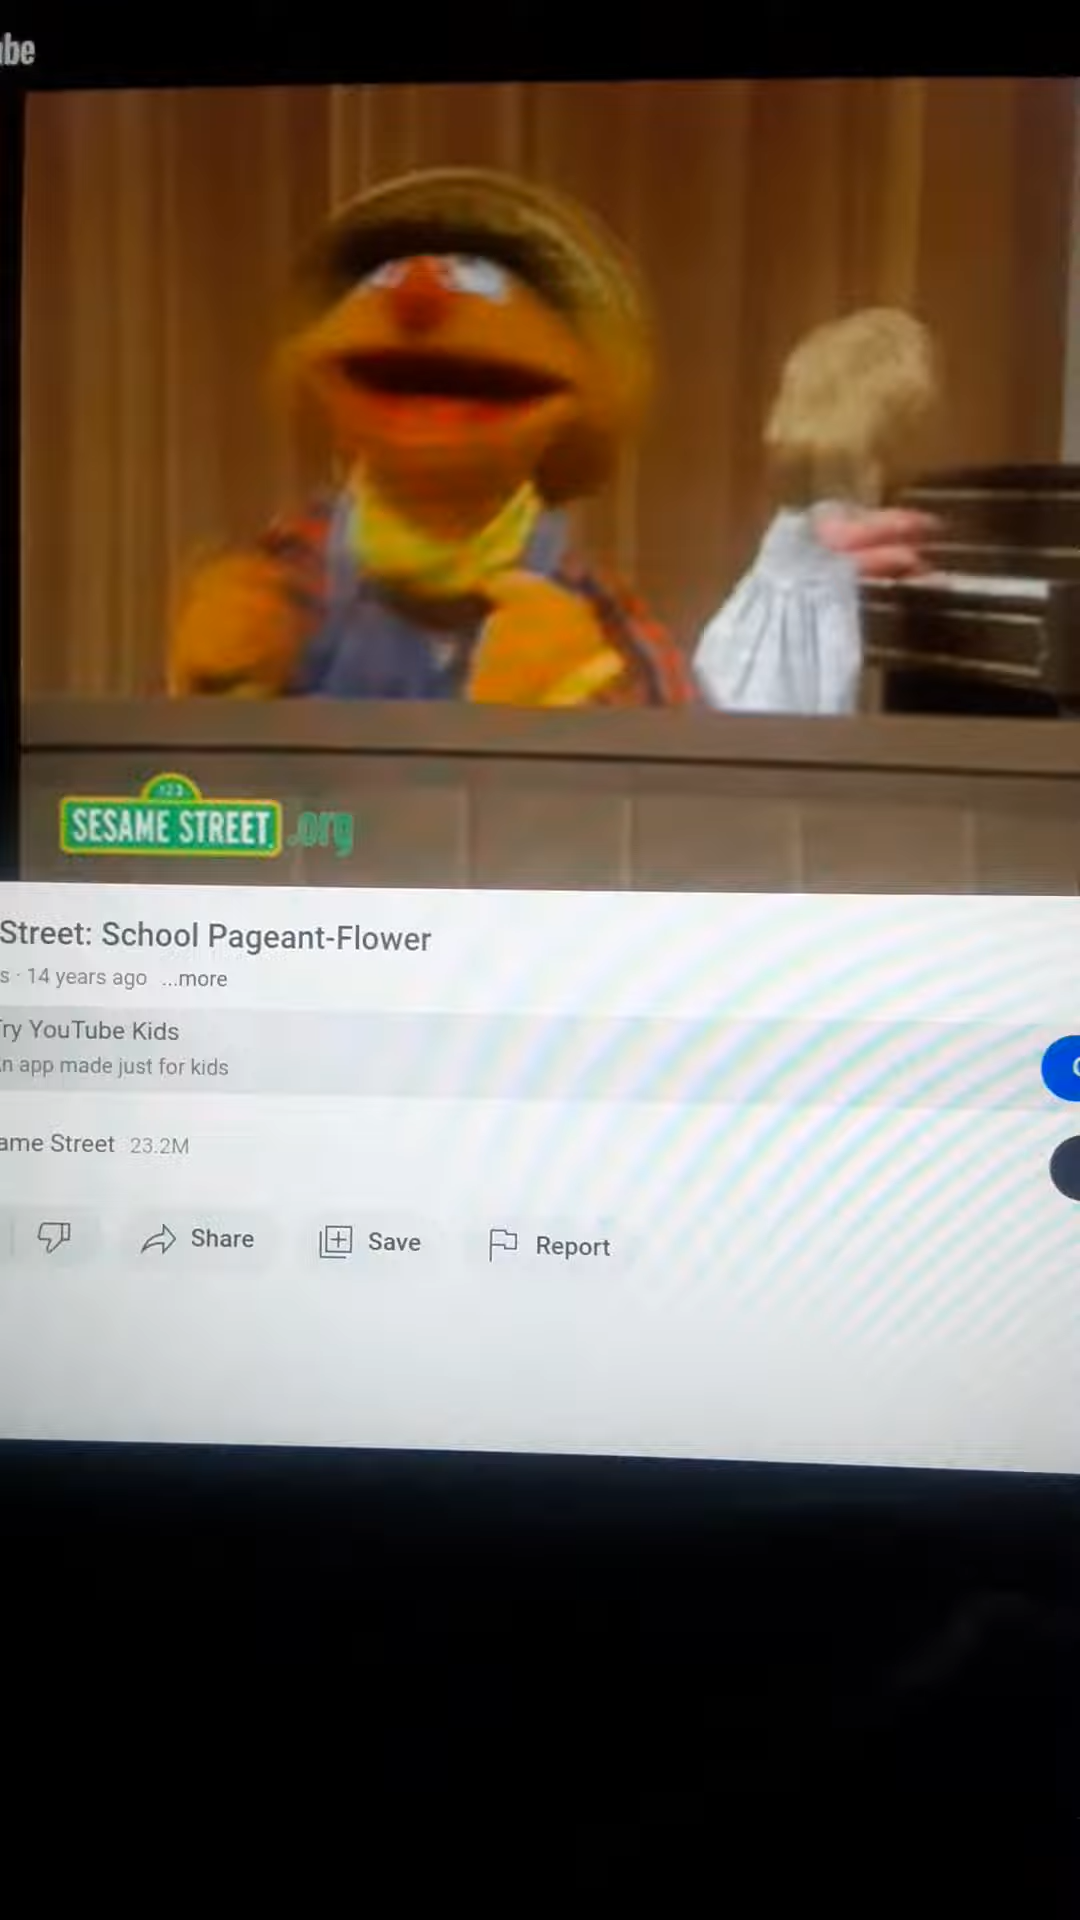 be
123
SESAME STREET .org
Street: School Pageant-Flower
s · 14 years ago ...more
ry YouTube Kids
n app made just for kids
ame Street 23.2M
Share Save Report